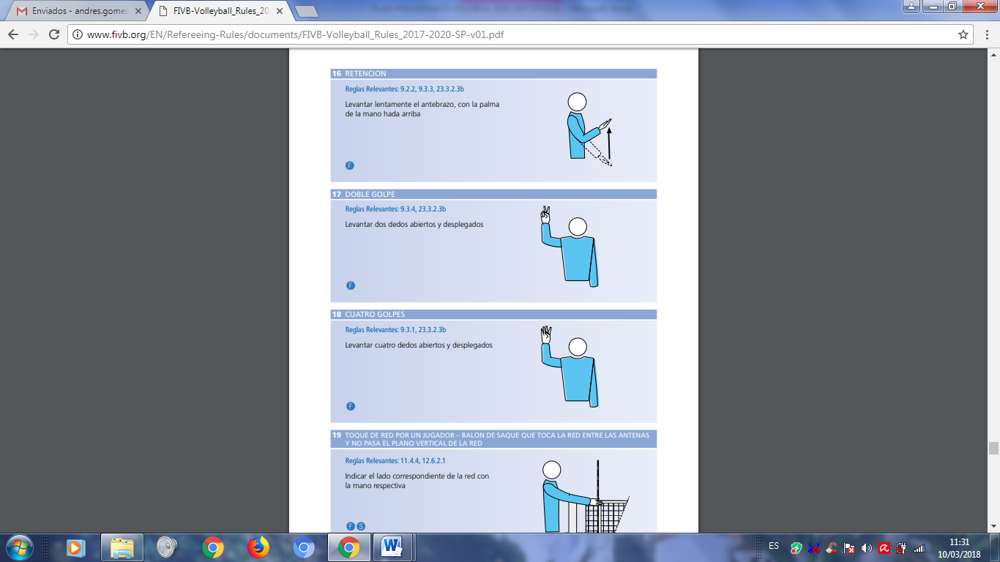 Enviados - andres.gomez
FIVB-Volleyball_Rules_20
www.fivb.org/EN/Refereeing-Rules/documents/FIVB-Volleyball_Rules_2017-2020-SP-v01.pdf
16 RETENCION
Reglas Relevantes: 9.2.2, 9.3.3, 23.3.2.3b
Levantar lentamente el antebrazo, con la palma
de la mano hada arriba
F
17 DOBLE GOLPE
Reglas Relevantes: 9.3.4, 23.3.2.3b
Levantar dos dedos abiertos y desplegados
F
18 CUATRO GOLPES
Reglas Relevantes: 9.3.1, 23.3.2.3b
Levantar cuatro dedos abiertos y desplegados
F
19 TOQUE DE RED POR UN JUGADOR – BALON DE SAQUE QUE TOCA LA RED ENTRE LAS ANTENAS
Y NO PASA EL PLANO VERTICAL DE LA RED
Reglas Relevantes: 11.4.4, 12.6.2.1
Indicar el lado correspondiente de la red con
la mano respectiva
F S
ES
11:31
10/03/2018